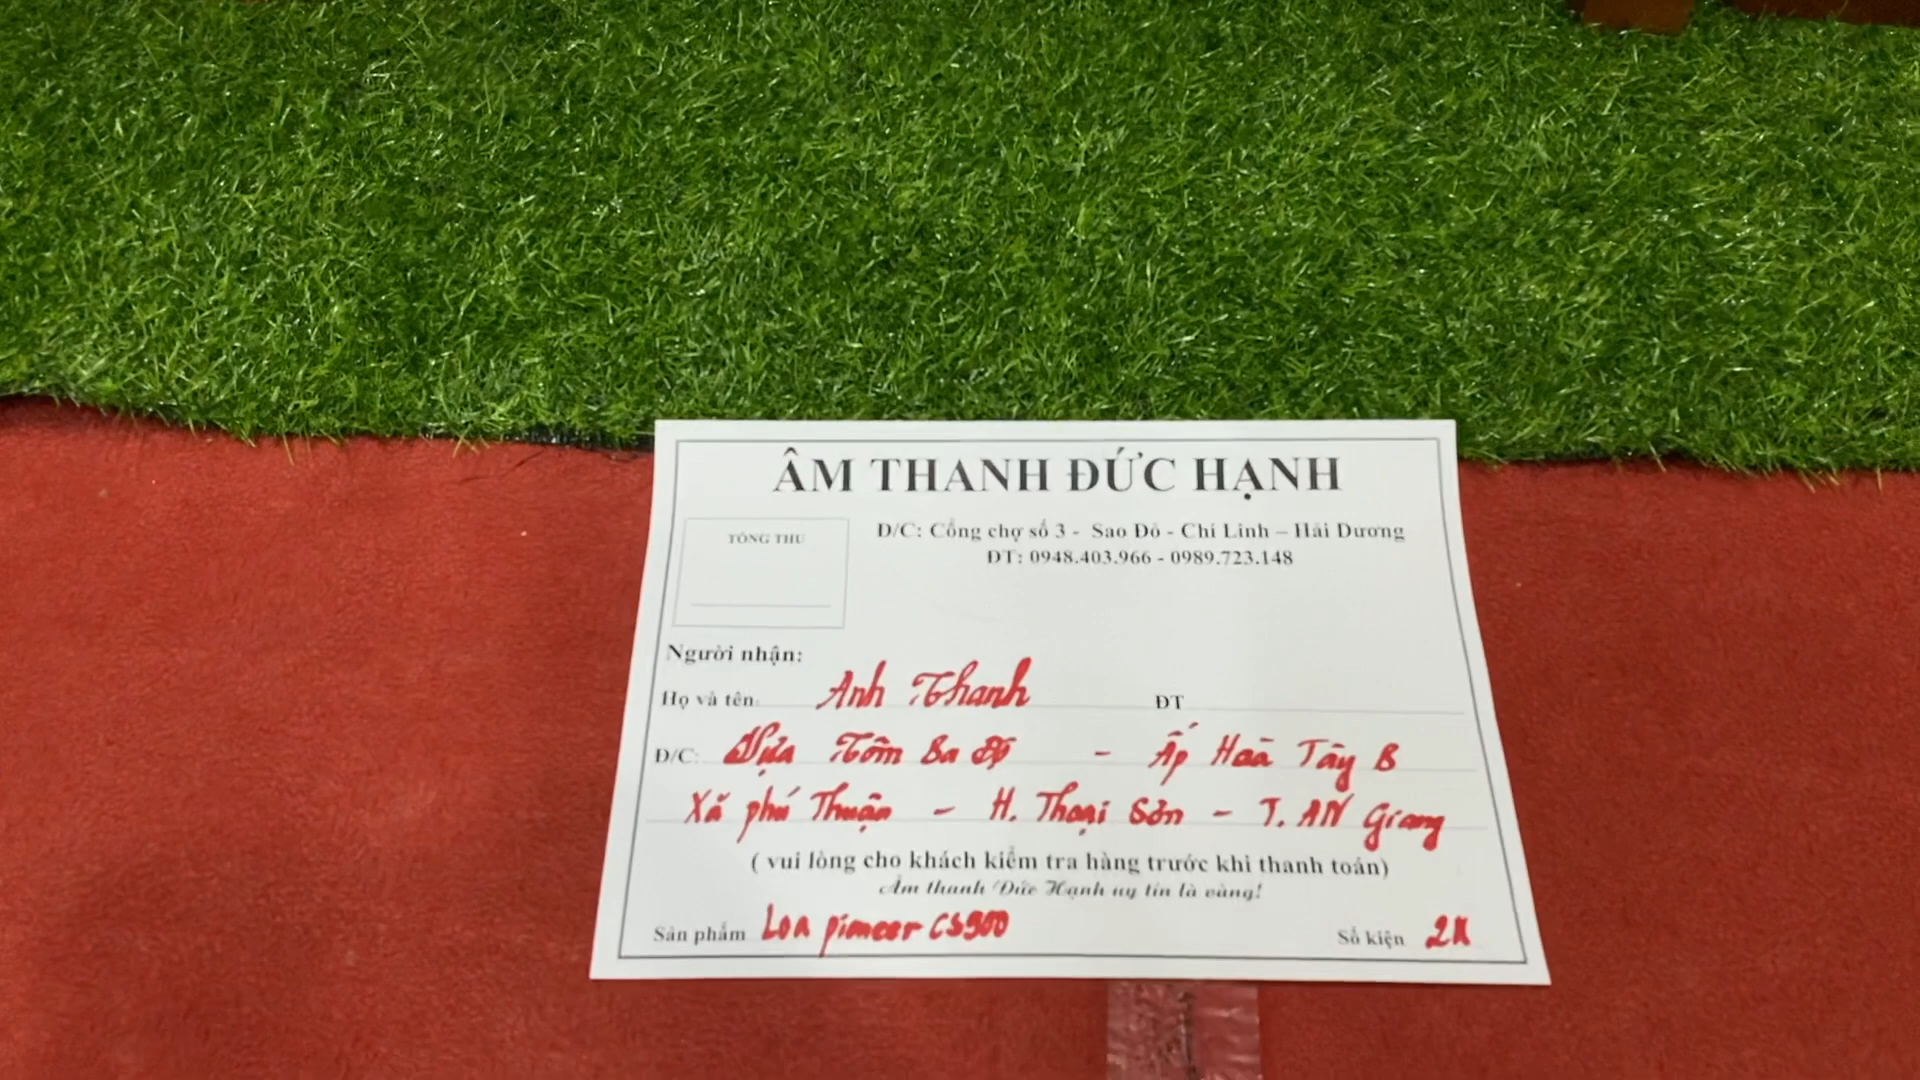 ÂM THANH ĐỨC HẠNH
TỔNG THU
Đ/C: Cổng chợ số 3 - Sao Đỏ - Chí Linh – Hải Dương
ĐT: 0948.403.966 - 0989.723.148
Người nhận:
Họ và tên: Anh Thanh ĐT
Đ/C: Vựa Tôm Ba - Ấp Hoà Tây B
Xã phú Thuận - H. Thoại Sơn - T. AN Giang
( vui lòng cho khách kiểm tra hàng trước khi thanh toán)
Âm thanh Đức Hạnh uy tín là vàng!
Sản phẩm Loa pioneer CS900 Số kiện 2K